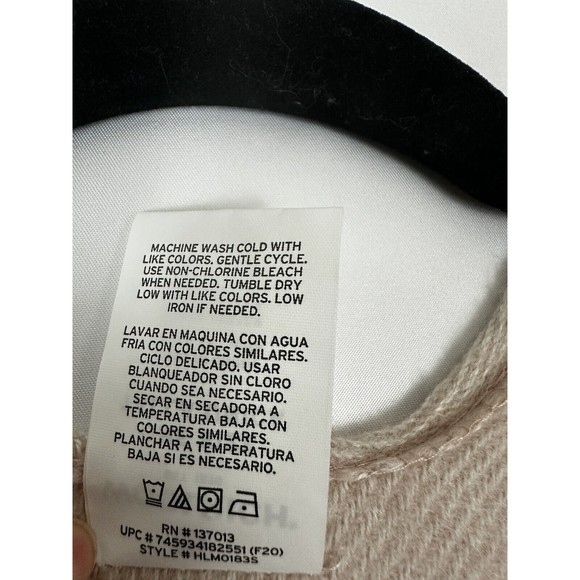 MACHINE WASH COLD WITH
LIKE COLORS. GENTLE CYCLE.
USE NON-CHLORINE BLEACH
WHEN NEEDED. TUMBLE DRY
LOW WITH LIKE COLORS. LOW
IRON IF NEEDED.
LAVAR EN MAQUINA CON AGUA
FRIA CON COLORES SIMILARES.
CICLO DELICADO. USAR
BLANQUEADOR SIN CLORO
CUANDO SEA NECESARIO.
SECAR EN SECADORA A
TEMPERATURA BAJA CON
COLORES SIMILARES.
PLANCHAR A TEMPERATURA
BAJA SI ES NECESARIO.
RN # 137013
UPC # 745934182551 (F20)
STYLE # HLM0183S